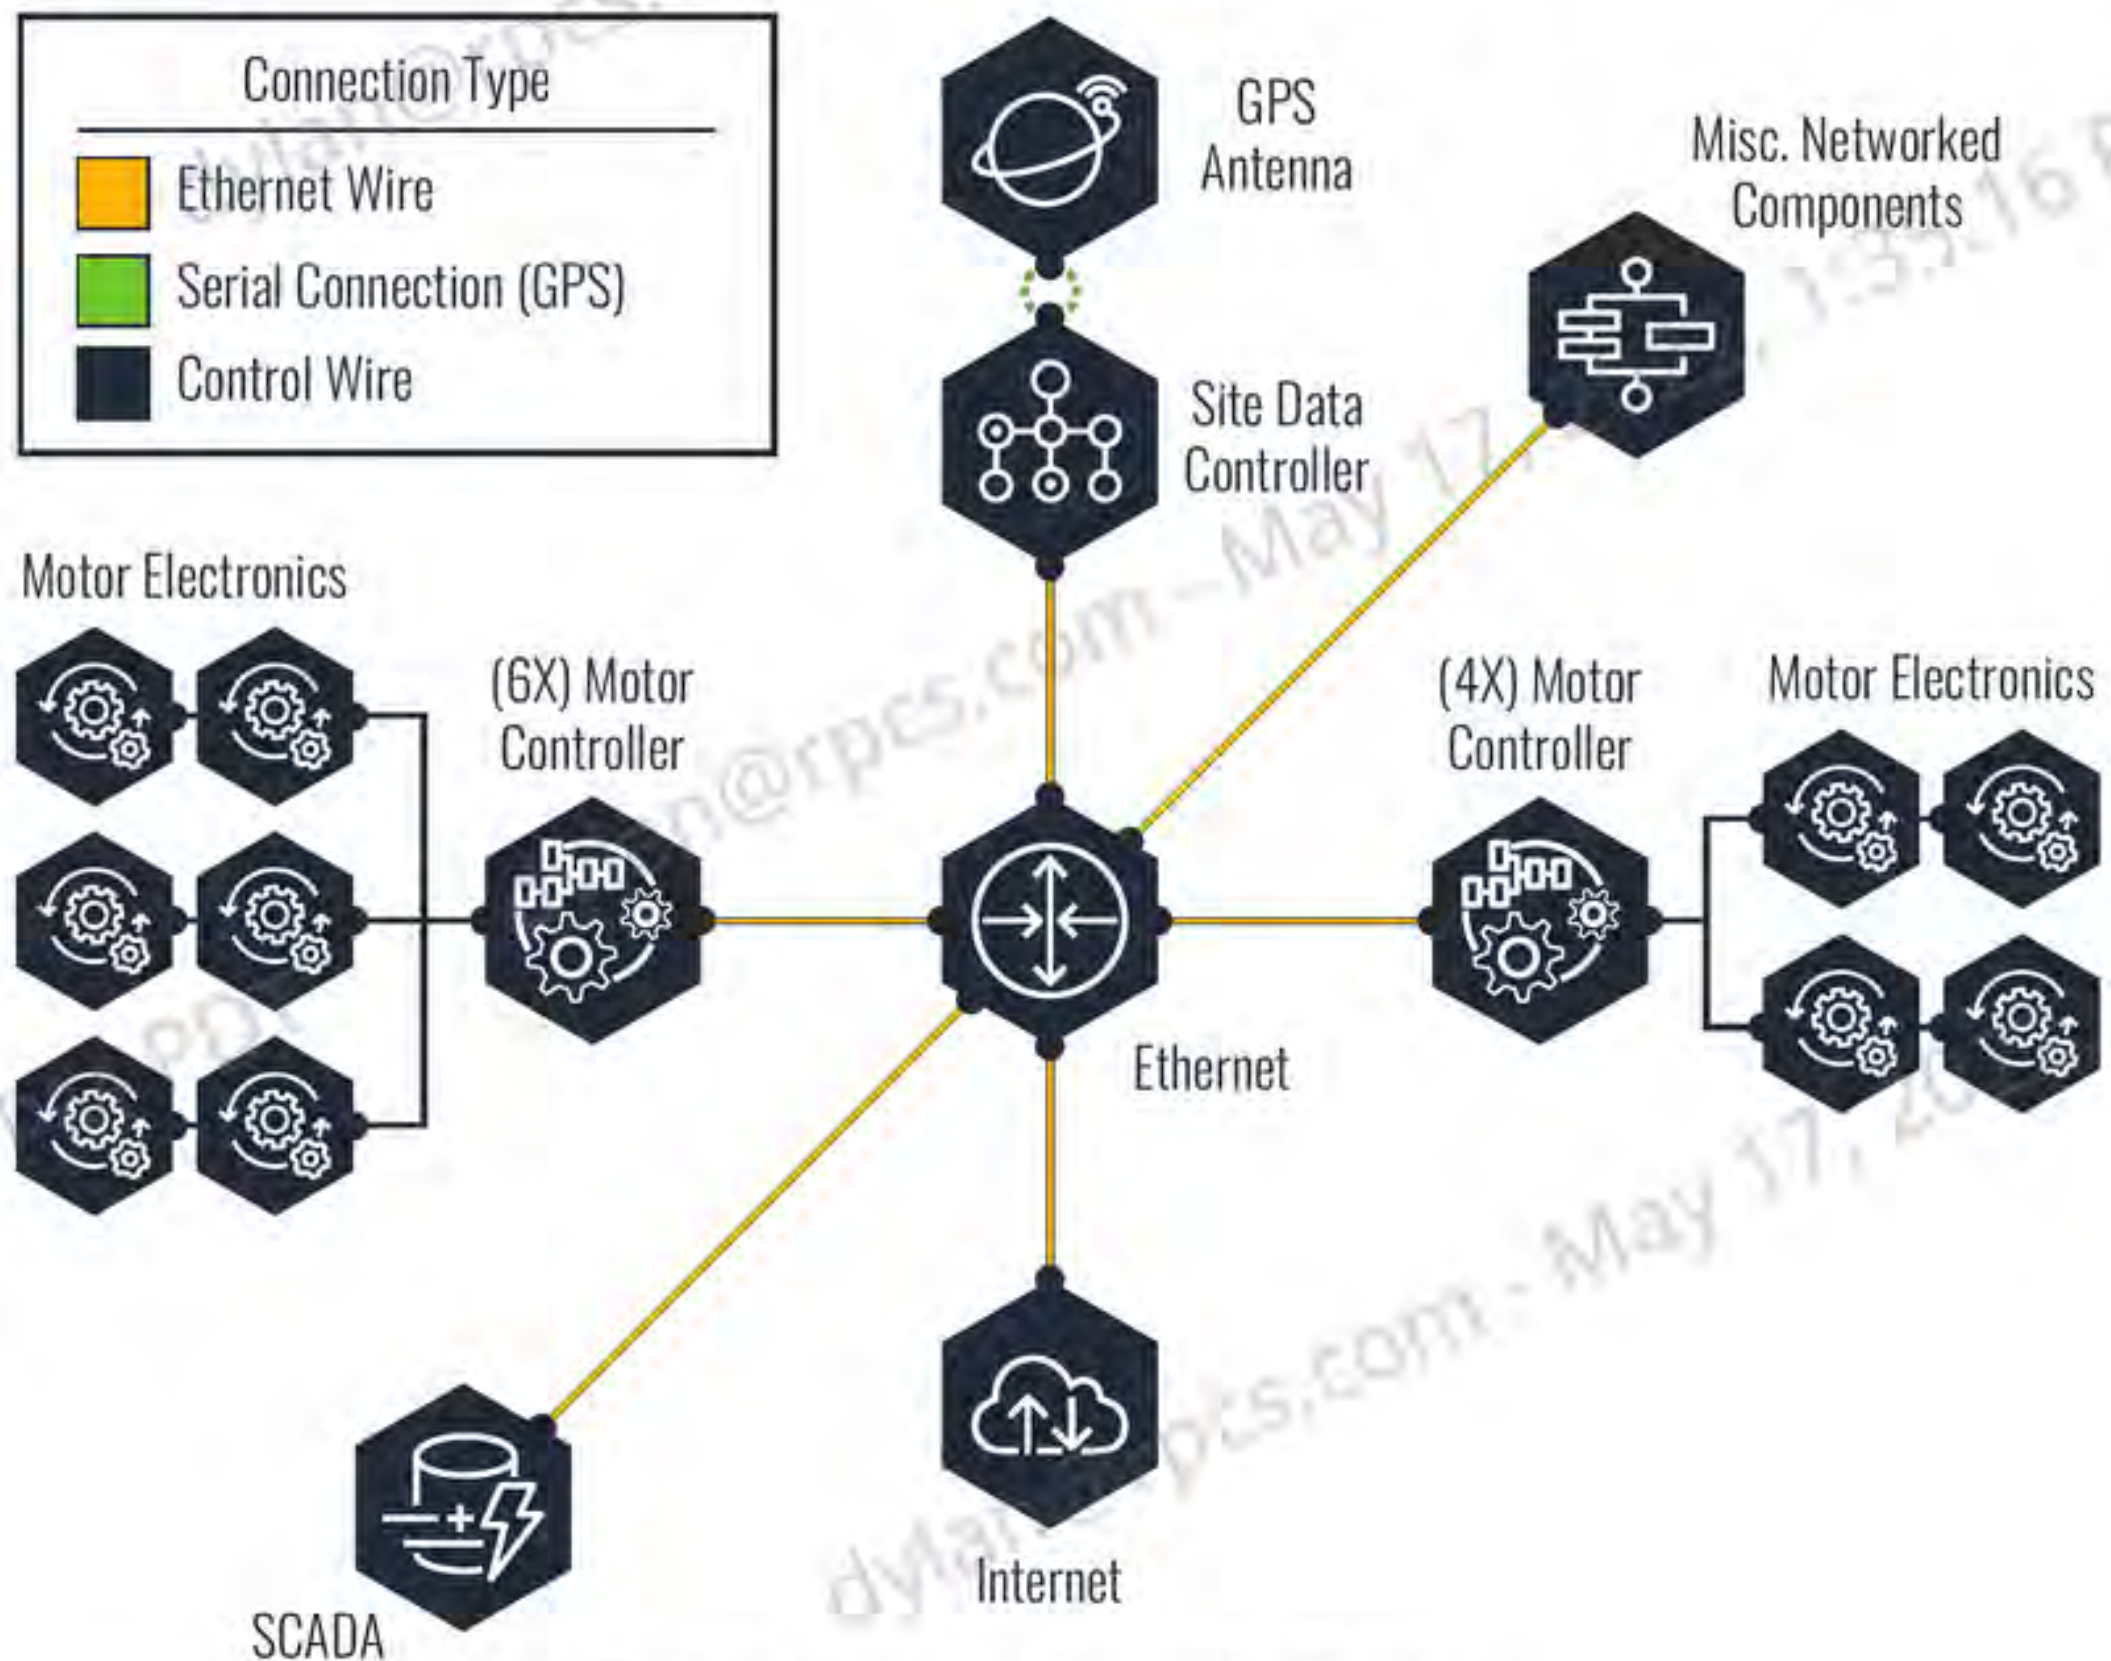 Connection Type
Ethernet Wire
Serial Connection (GPS)
Control Wire
GPS
Antenna
Misc. Networked
Components
Site Data
Controller
Motor Electronics
(6X) Motor
Controller
(4X) Motor
Controller
Motor Electronics
Ethernet
Internet
SCADA